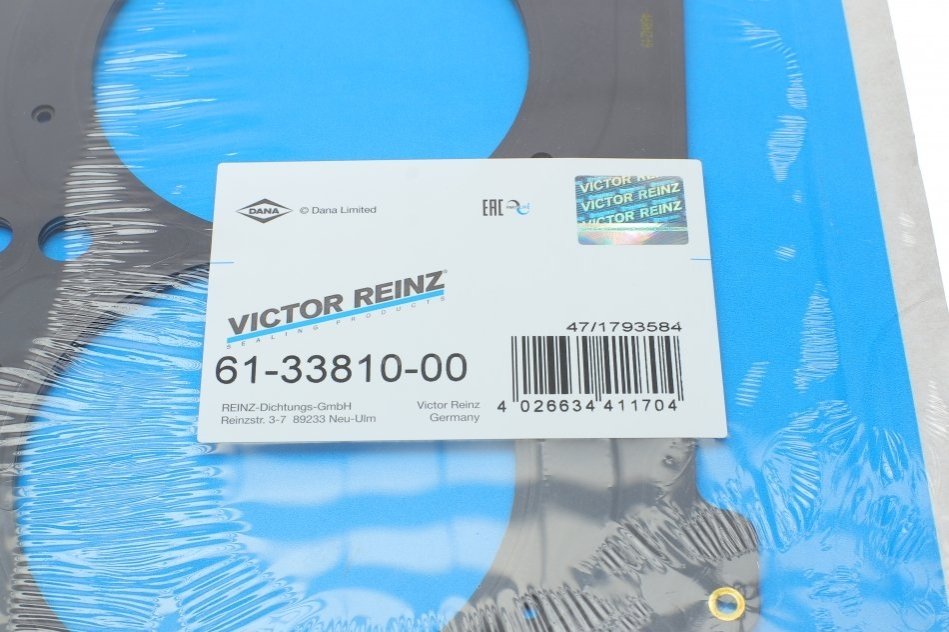 DANA © Dana Limited
EAC
VICTOR REINZ
VICTOR REINZ
VICTOR REINZ
VICTOR REINZ®
SEALING PRODUCTS
61-33810-00
47/1793584
4 026634 411704
REINZ-Dichtungs-GmbH
Reinzstr. 3-7 89233 Neu-Ulm
Victor Reinz
Germany